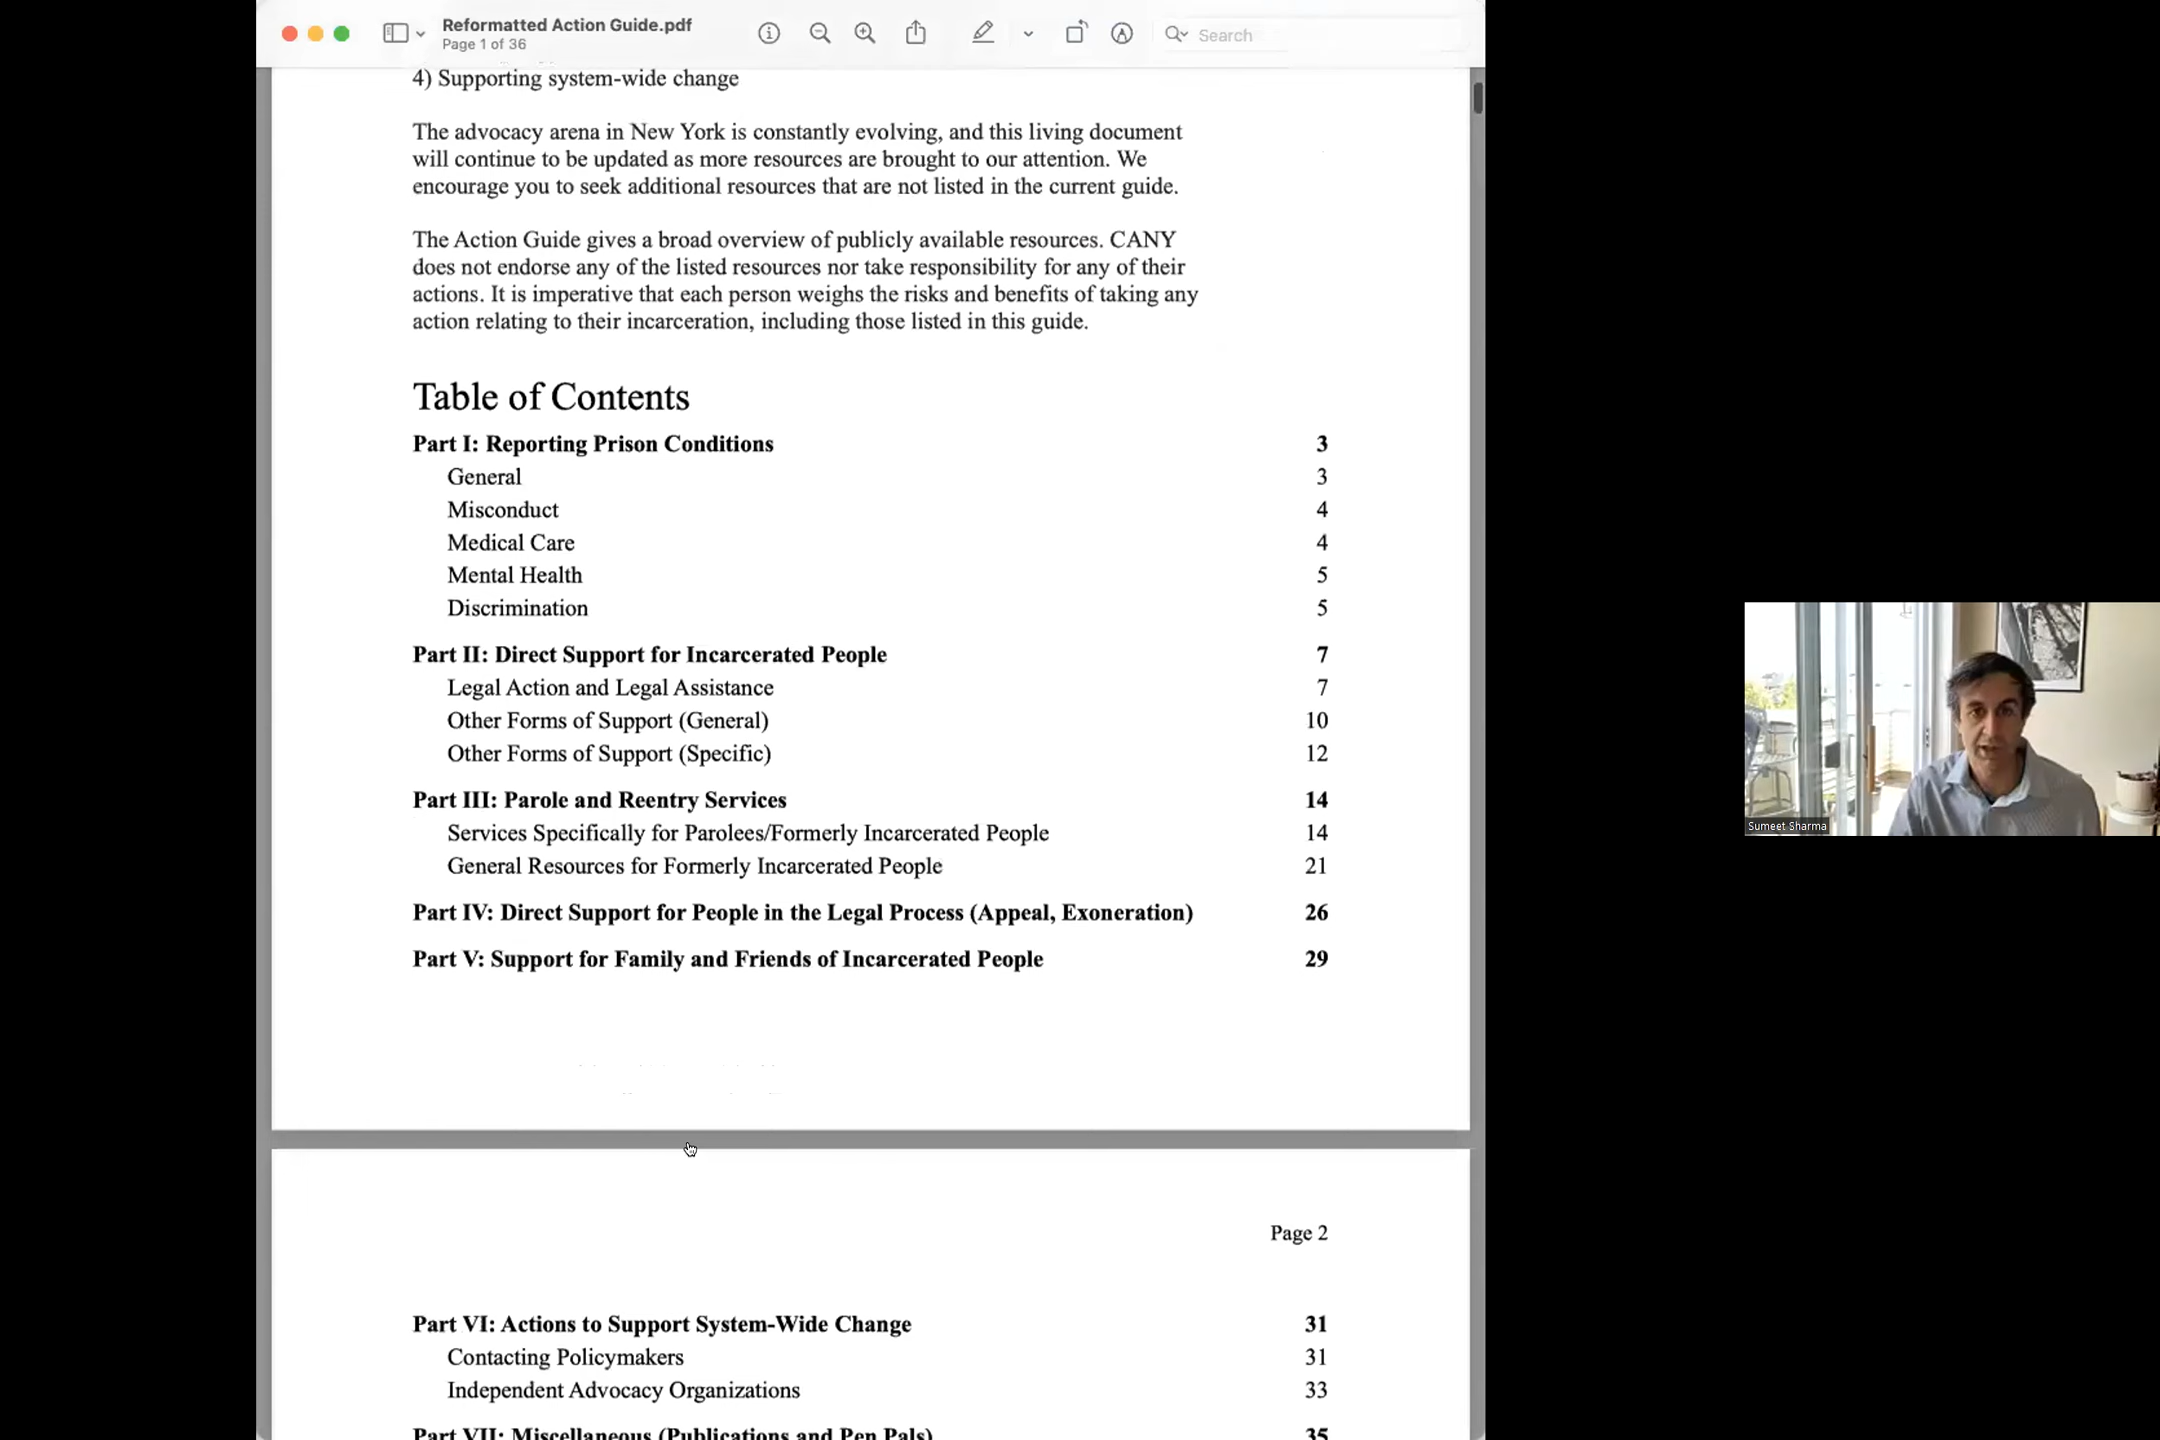 Reformatted Action Guide.pdf
Page 1 of 36
Search
4) Supporting system-wide change
The advocacy arena in New York is constantly evolving, and this living document
will continue to be updated as more resources are brought to our attention. We
encourage you to seek additional resources that are not listed in the current guide.
The Action Guide gives a broad overview of publicly available resources. CANY
does not endorse any of the listed resources nor take responsibility for any of their
actions. It is imperative that each person weighs the risks and benefits of taking any
action relating to their incarceration, including those listed in this guide.
Table of Contents
Part I: Reporting Prison Conditions 3
General 3
Misconduct 4
Medical Care 4
Mental Health 5
Discrimination 5
Part II: Direct Support for Incarcerated People 7
Legal Action and Legal Assistance 7
Other Forms of Support (General) 10
Other Forms of Support (Specific) 12
Part III: Parole and Reentry Services 14
Services Specifically for Parolees/Formerly Incarcerated People 14
General Resources for Formerly Incarcerated People 21
Part IV: Direct Support for People in the Legal Process (Appeal, Exoneration) 26
Part V: Support for Family and Friends of Incarcerated People 29
Page 2
Part VI: Actions to Support System-Wide Change 31
Contacting Policymakers 31
Independent Advocacy Organizations 33
Part VII: Miscellaneous (Publications and Pen Pals) 35
Sumeet Sharma